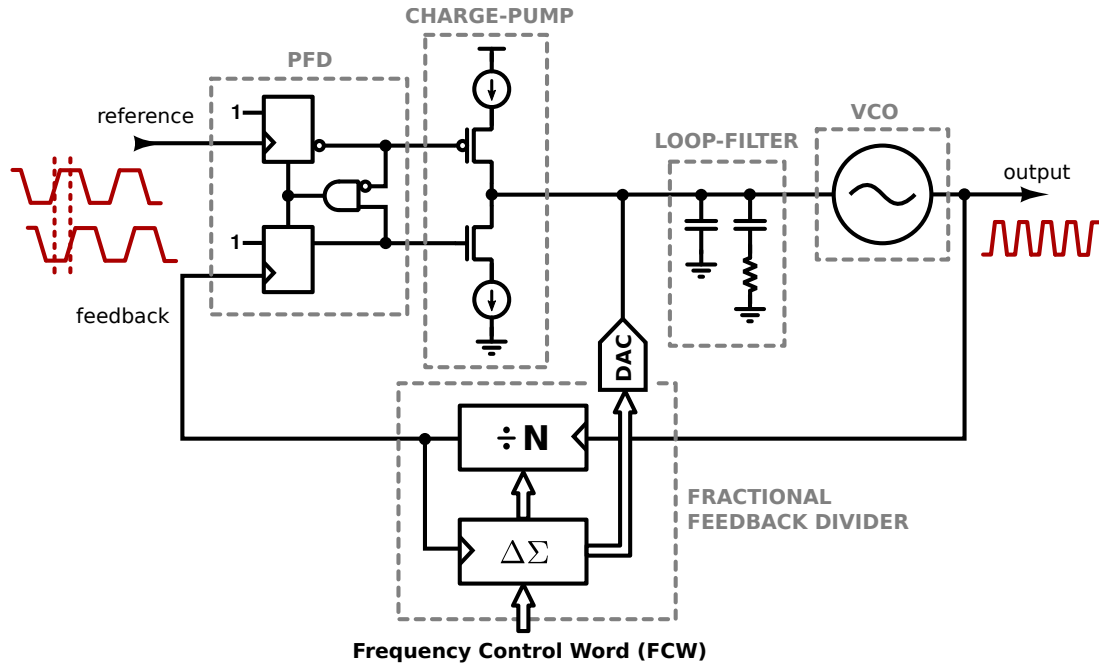 CHARGE-PUMP
PFD
reference
1
1
feedback
LOOP-FILTER
VCO
output
DAC
÷N
ΔΣ
FRACTIONAL
FEEDBACK DIVIDER
Frequency Control Word (FCW)